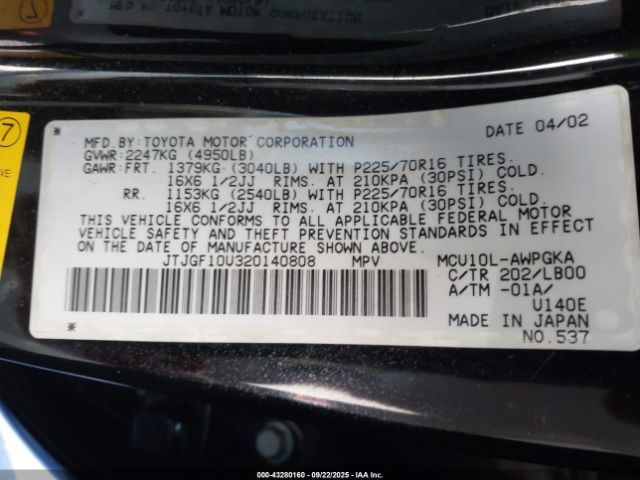 DATE 04/02
MFD.BY:TOYOTA MOTOR CORPORATION
GVWR:2247KG (4950LB)
GAWR:FRT. 1379KG (3040LB) WITH P225/70R16 TIRES.
16X6 1/2JJ RIMS. AT 210KPA (30PSI) COLD.
RR. 1153KG (2540LB) WITH P225/70R16 TIRES.
16X6 1/2JJ RIMS. AT 210KPA (30PSI) COLD.
THIS VEHICLE CONFORMS TO ALL APPLICABLE FEDERAL MOTOR
VEHICLE SAFETY AND THEFT PREVENTION STANDARDS IN EFFECT
ON THE DATE OF MANUFACTURE SHOWN ABOVE.
JTJGF10U320140808 MPV MCU10L-AWPGKA
C/TR 202/LB00
A/TM -01A/
U140E
MADE IN JAPAN
NO.537
7
000-43280160 - 09/22/2025 - IAAI.COM